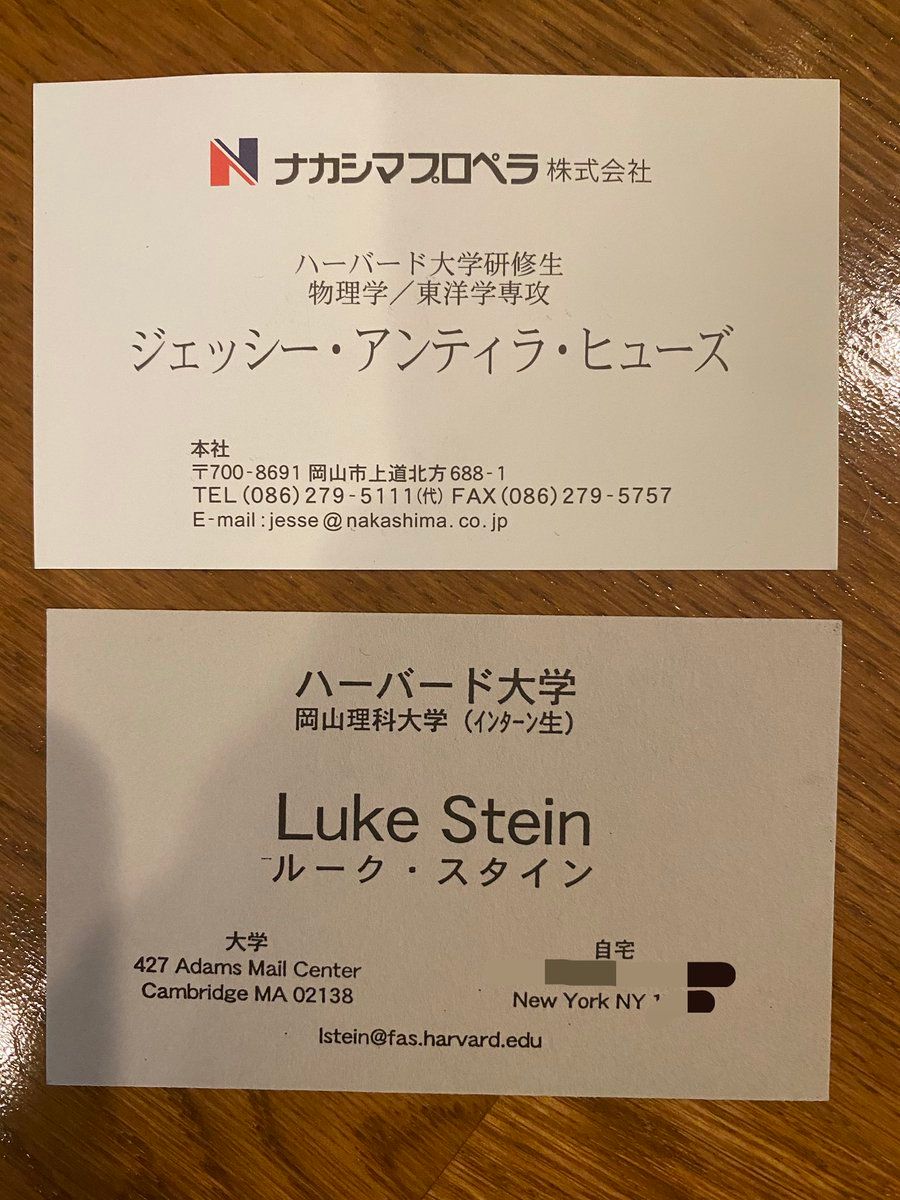 N ナカシマプロペラ 株式会社
ハーバード大学研修生
物理学／東洋学専攻
ジェッシー・アンティラ・ヒューズ
本社
〒700-8691 岡山市上道北方688-1
TEL(086)279-5111(代) FAX(086)279-5757
E-mail:jesse@nakashima.co.jp
ハーバード大学
岡山理科大学 (ｲﾝﾀｰﾝ生)
Luke Stein
ルーク・スタイン
大学
427 Adams Mail Center
Cambridge MA 02138
自宅
New York NY
lstein@fas.harvard.edu